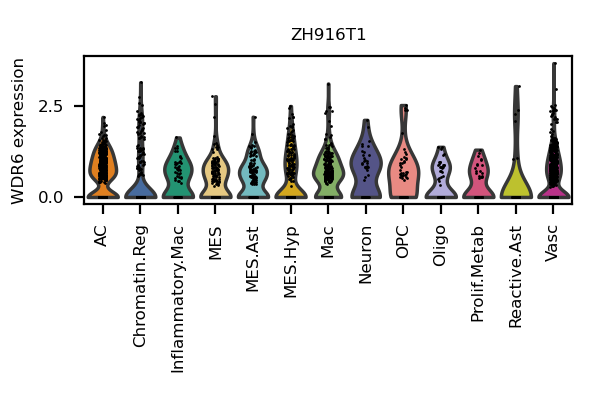 ZH916T1
WDR6 expression
2.5
0.0
AC
Chromatin.Reg
Inflammatory.Mac
MES
MES.Ast
MES.Hyp
Mac
Neuron
OPC
Oligo
Prolif.Metab
Reactive.Ast
Vasc